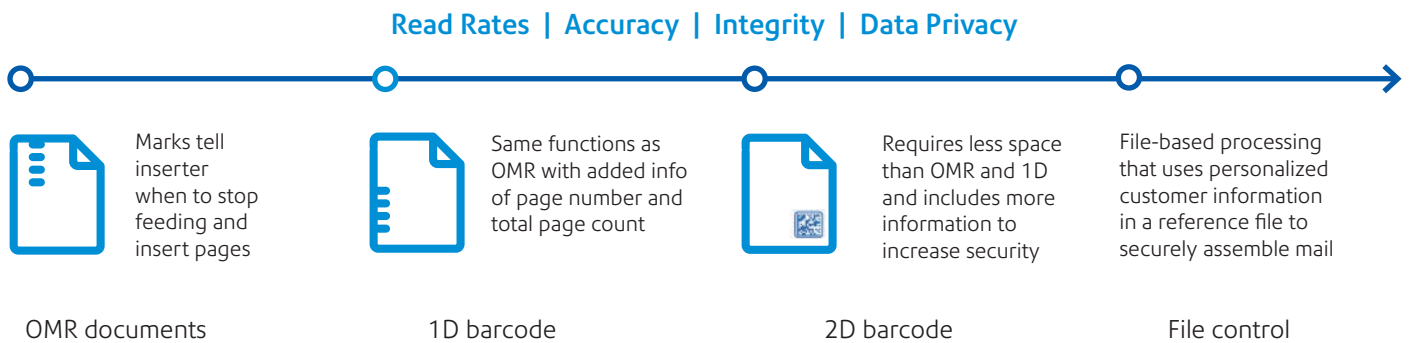 Read Rates | Accuracy | Integrity | Data Privacy
Marks tell
inserter
when to stop
feeding and
insert pages
Same functions as
OMR with added info
of page number and
total page count
Requires less space
than OMR and 1D
and includes more
information to
increase security
File-based processing
that uses personalized
customer information
in a reference file to
securely assemble mail
OMR documents
1D barcode
2D barcode
File control